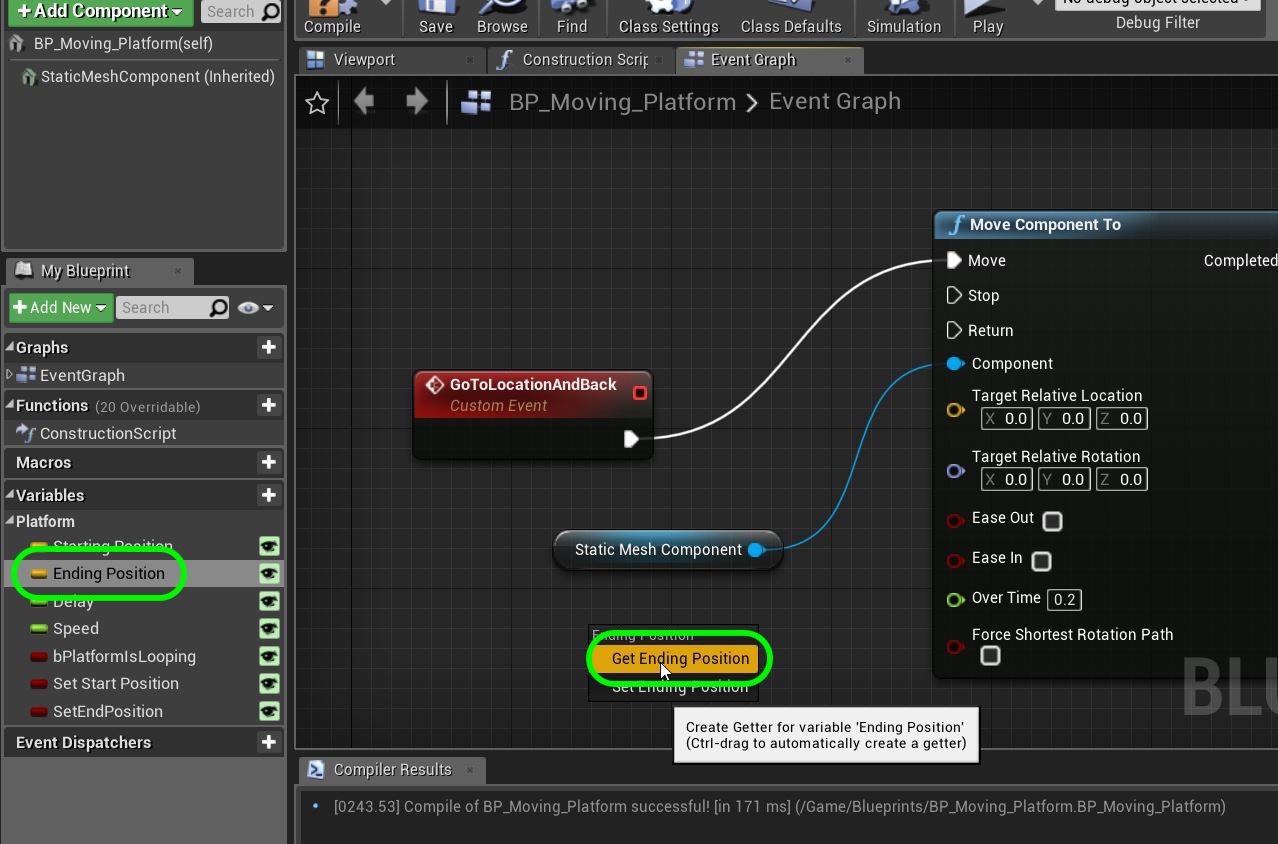 + Add Component
Search
BP_Moving_Platform(self)
StaticMeshComponent (Inherited)
Compile
Save
Browse
Find
Class Settings
Class Defaults
Simulation
Play
No debug object selected
Debug Filter
Viewport
Construction Scrip
Event Graph
BP_Moving_Platform > Event Graph
My Blueprint
+ Add New
Search
Graphs
EventGraph
Functions (20 Overridable)
ConstructionScript
Macros
Variables
Platform
Starting Position
Ending Position
Delay
Speed
bPlatformIsLooping
Set Start Position
SetEndPosition
Event Dispatchers
GoToLocationAndBack
Custom Event
Static Mesh Component
Move Component To
Move
Completed
Stop
Return
Component
Target Relative Location
X 0.0 Y 0.0 Z 0.0
Target Relative Rotation
X 0.0 Y 0.0 Z 0.0
Ease Out
Ease In
Over Time 0.2
Force Shortest Rotation Path
Ending Position
Get Ending Position
Set Ending Position
Create Getter for variable 'Ending Position'
(Ctrl-drag to automatically create a getter)
Compiler Results
• [0243.53] Compile of BP_Moving_Platform successful! [in 171 ms] (/Game/Blueprints/BP_Moving_Platform.BP_Moving_Platform)